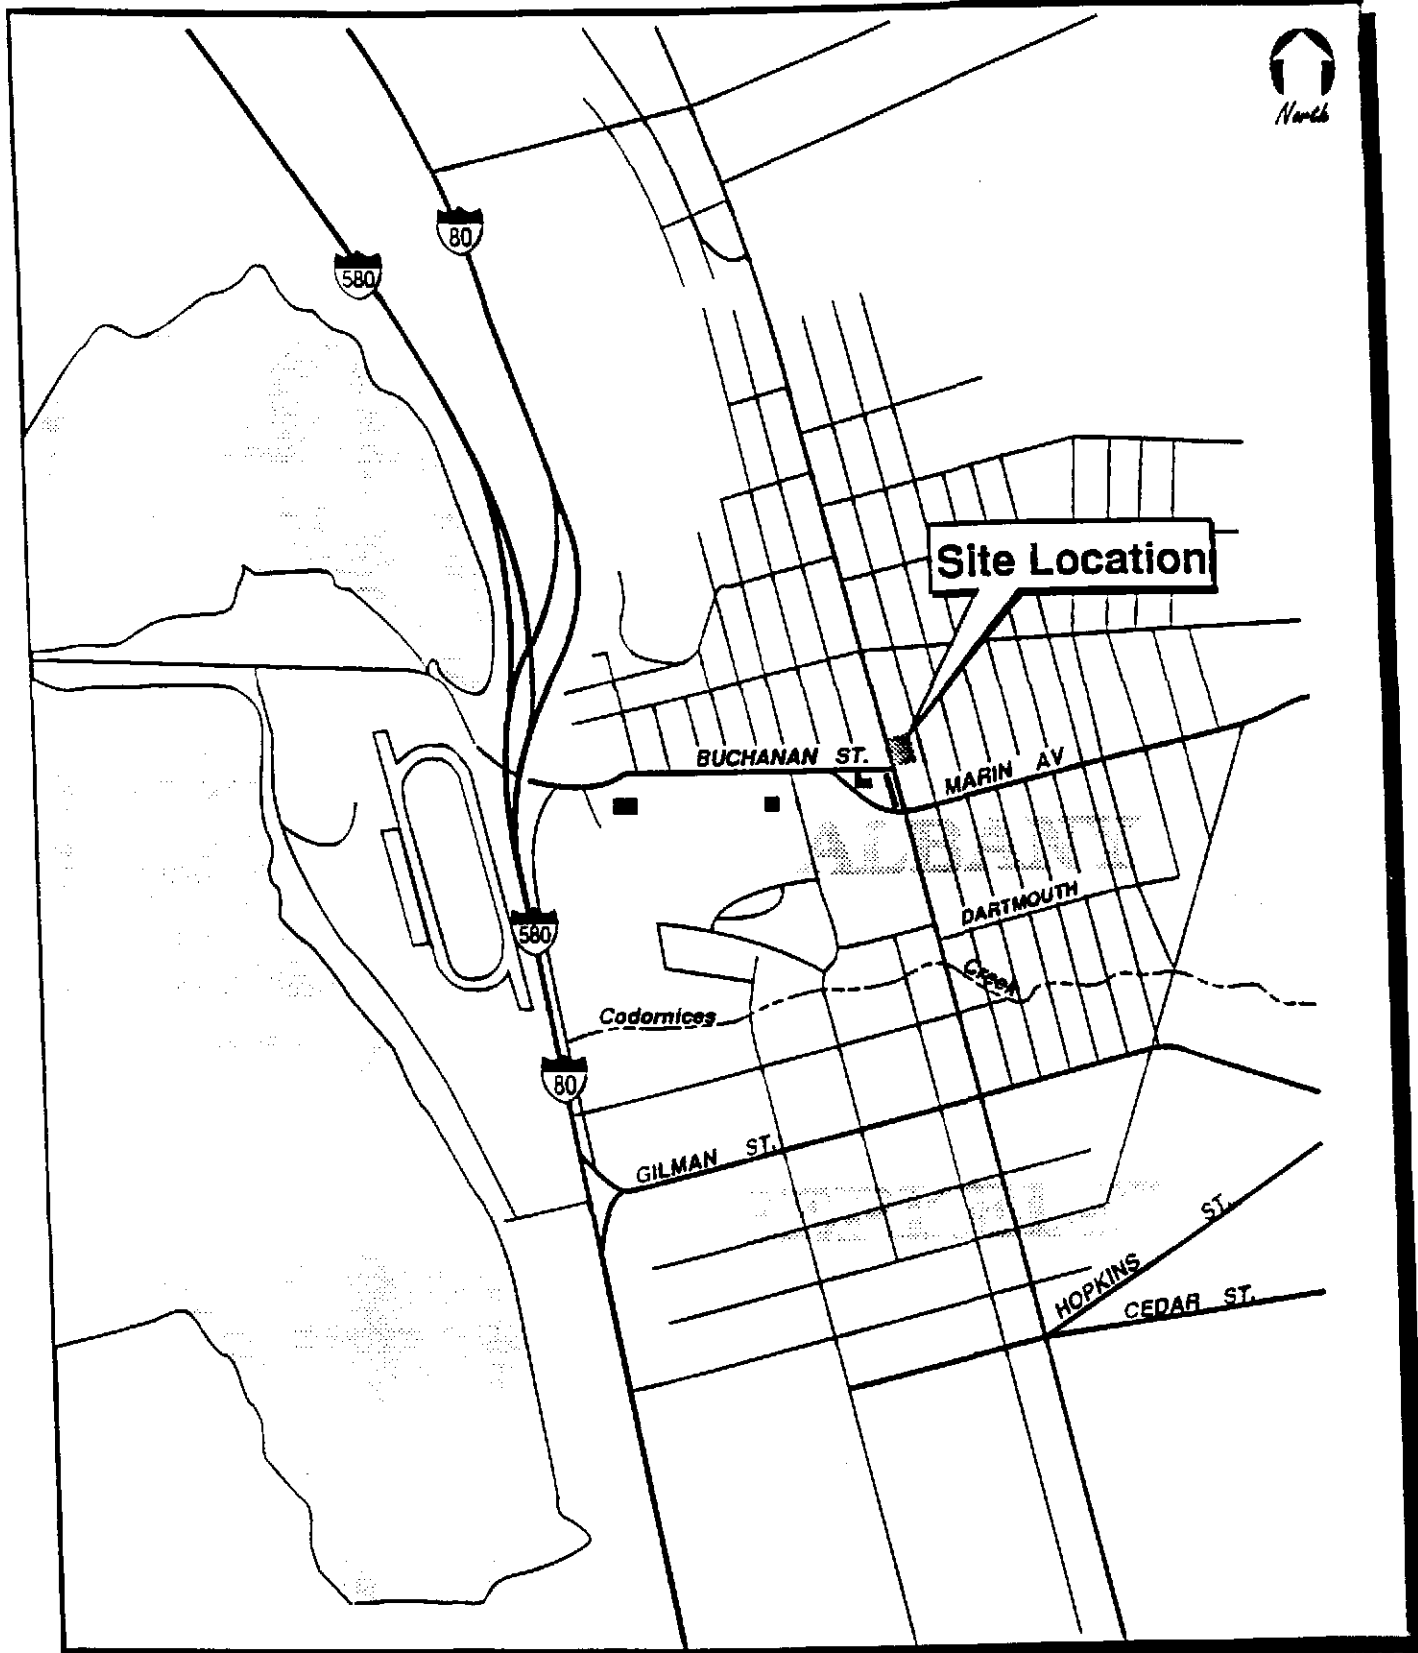 North
80
580
Site Location
BUCHANAN ST.
MARIN AV
ALBANY
DARTMOUTH
580
Creek
Codornices
80
GILMAN ST.
HOPKINS ST.
CEDAR ST.